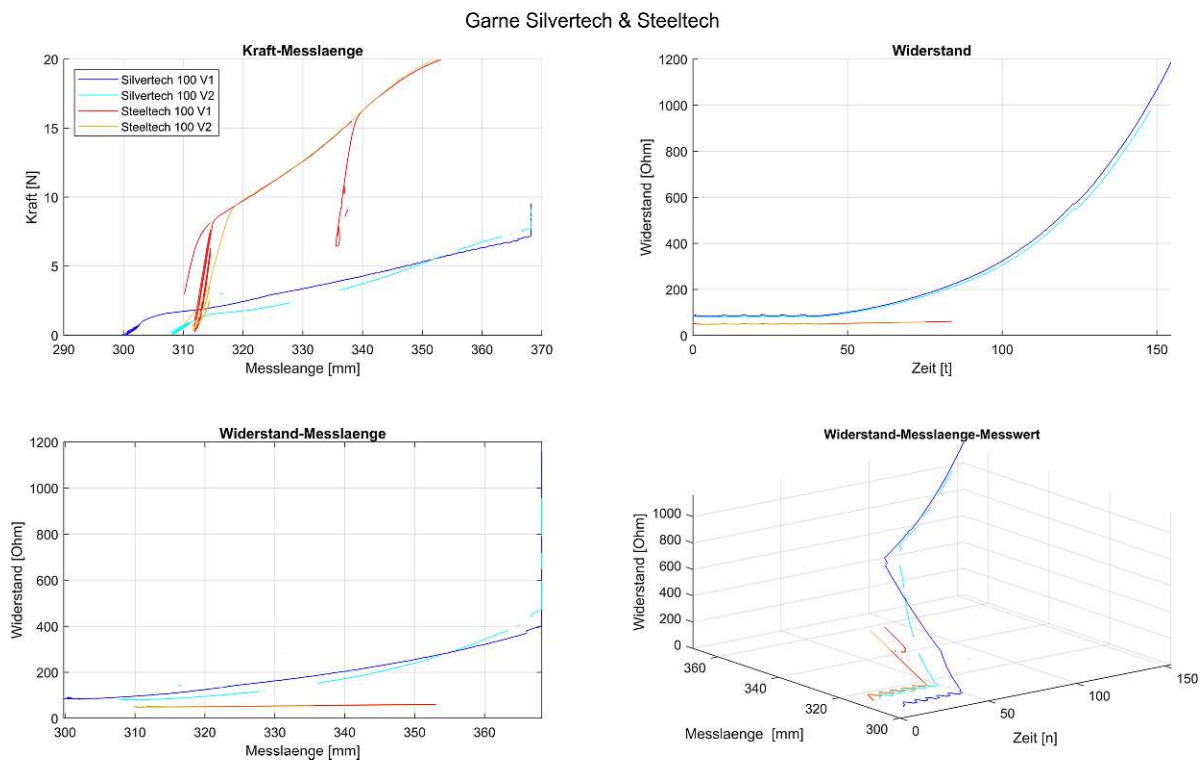 Garne Silvertech & Steeltech
Kraft-Messlaenge
20
15
10
5
0
Kraft [N]
290
300
310
320
330
340
350
360
370
Messleange [mm]
Silvertech 100 V1
Silvertech 100 V2
Steeltech 100 V1
Steeltech 100 V2
Widerstand
1200
1000
800
600
400
200
0
Widerstand [Ohm]
0
50
100
150
Zeit [t]
Widerstand-Messlaenge
1200
1000
800
600
400
200
0
Widerstand [Ohm]
300
310
320
330
340
350
360
Messlaenge [mm]
Widerstand-Messlaenge-Messwert
1000
800
600
400
200
0
Widerstand [Ohm]
360
340
320
300
Messlaenge [mm]
0
50
100
150
Zeit [n]